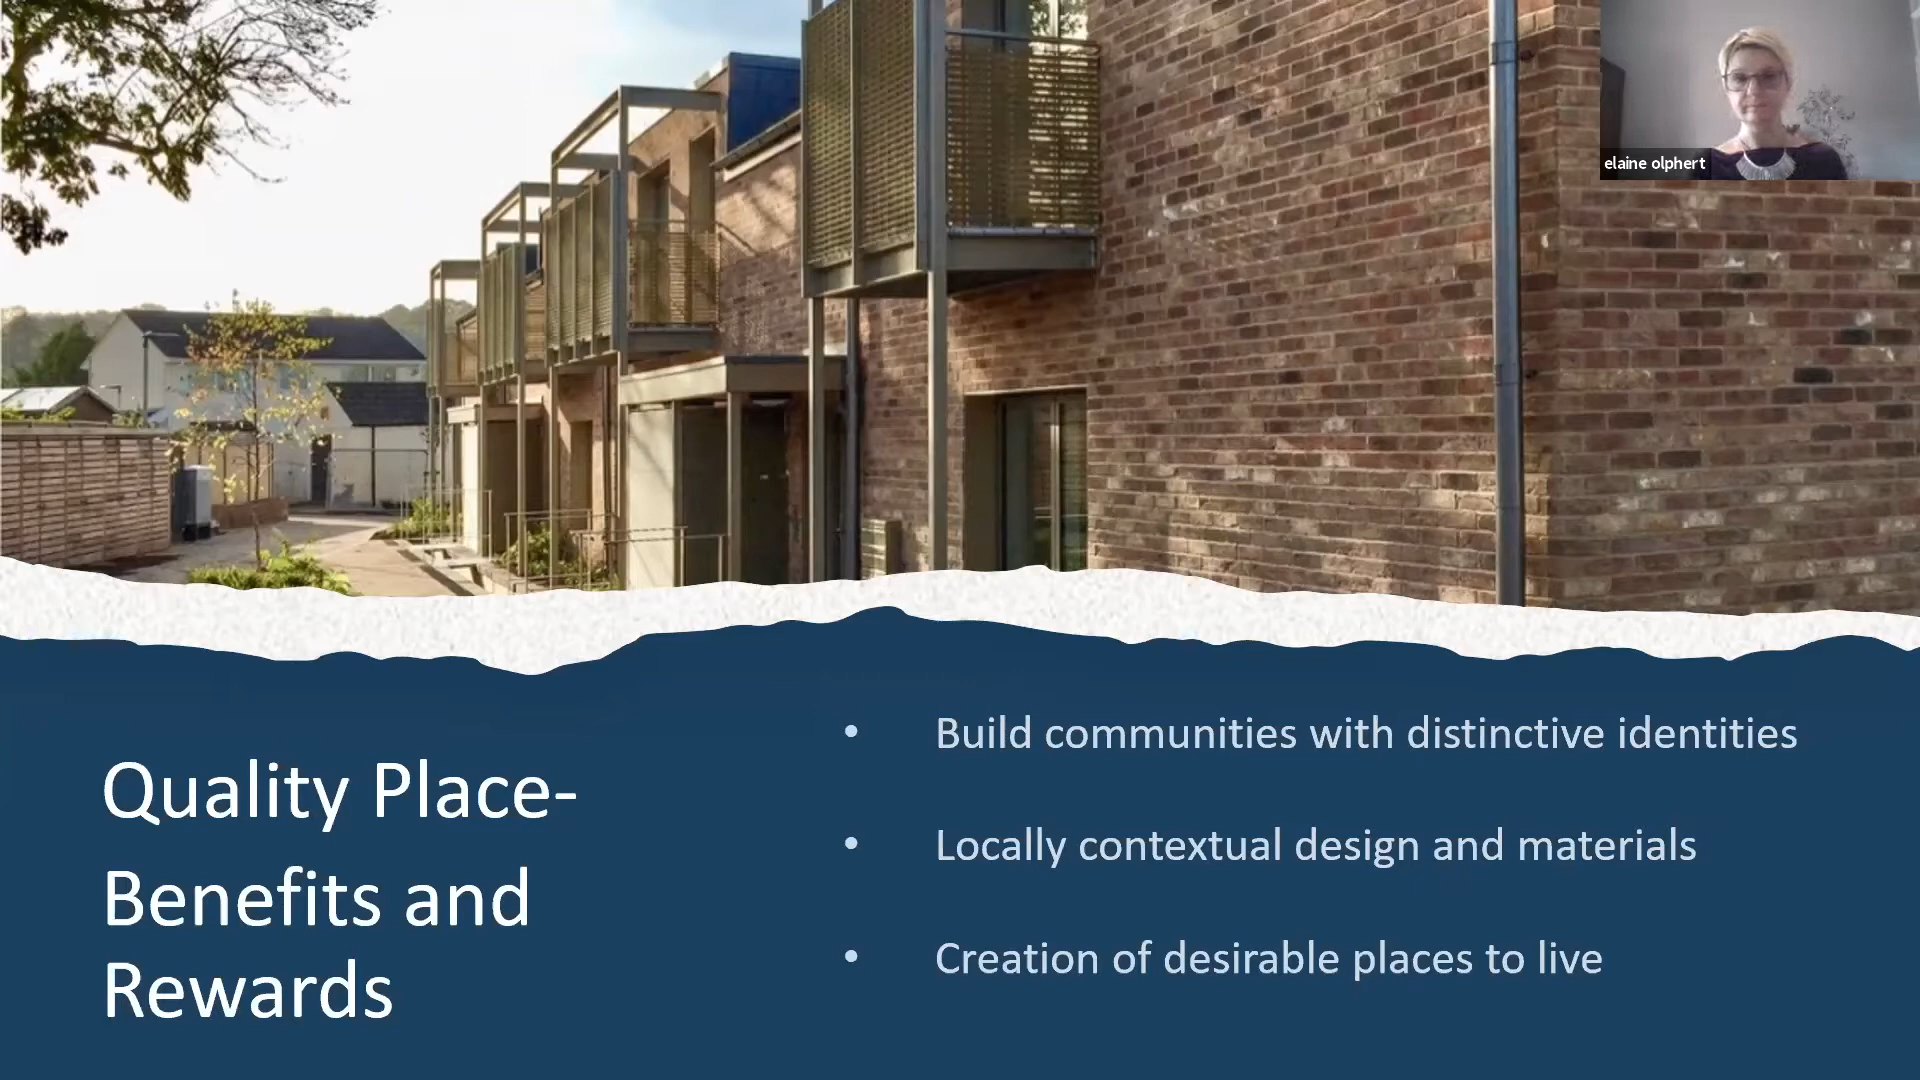 elaine olphert
Quality Place-
Benefits and
Rewards
• Build communities with distinctive identities
• Locally contextual design and materials
• Creation of desirable places to live